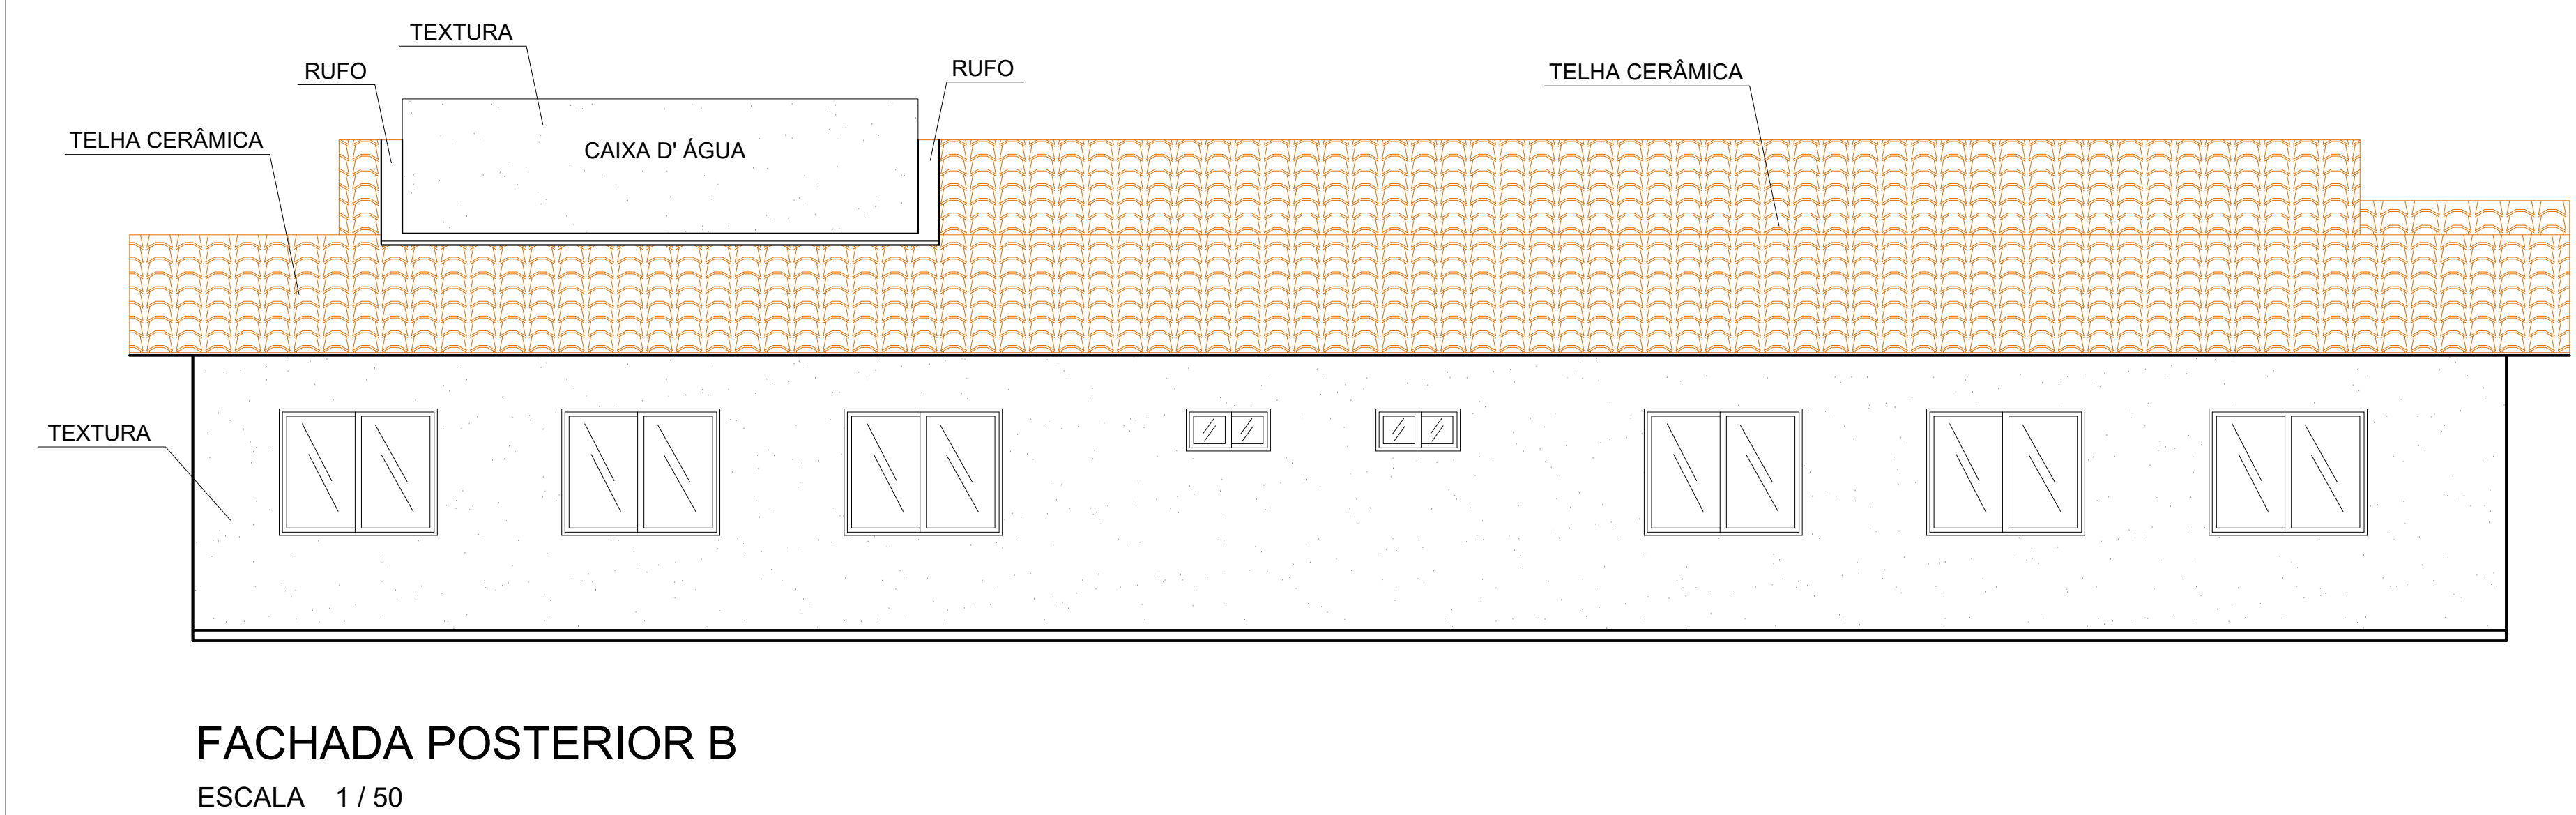 TEXTURA
RUFO
RUFO
TELHA CERÂMICA
TELHA CERÂMICA
CAIXA D' ÁGUA
TEXTURA
FACHADA POSTERIOR B
ESCALA 1 / 50